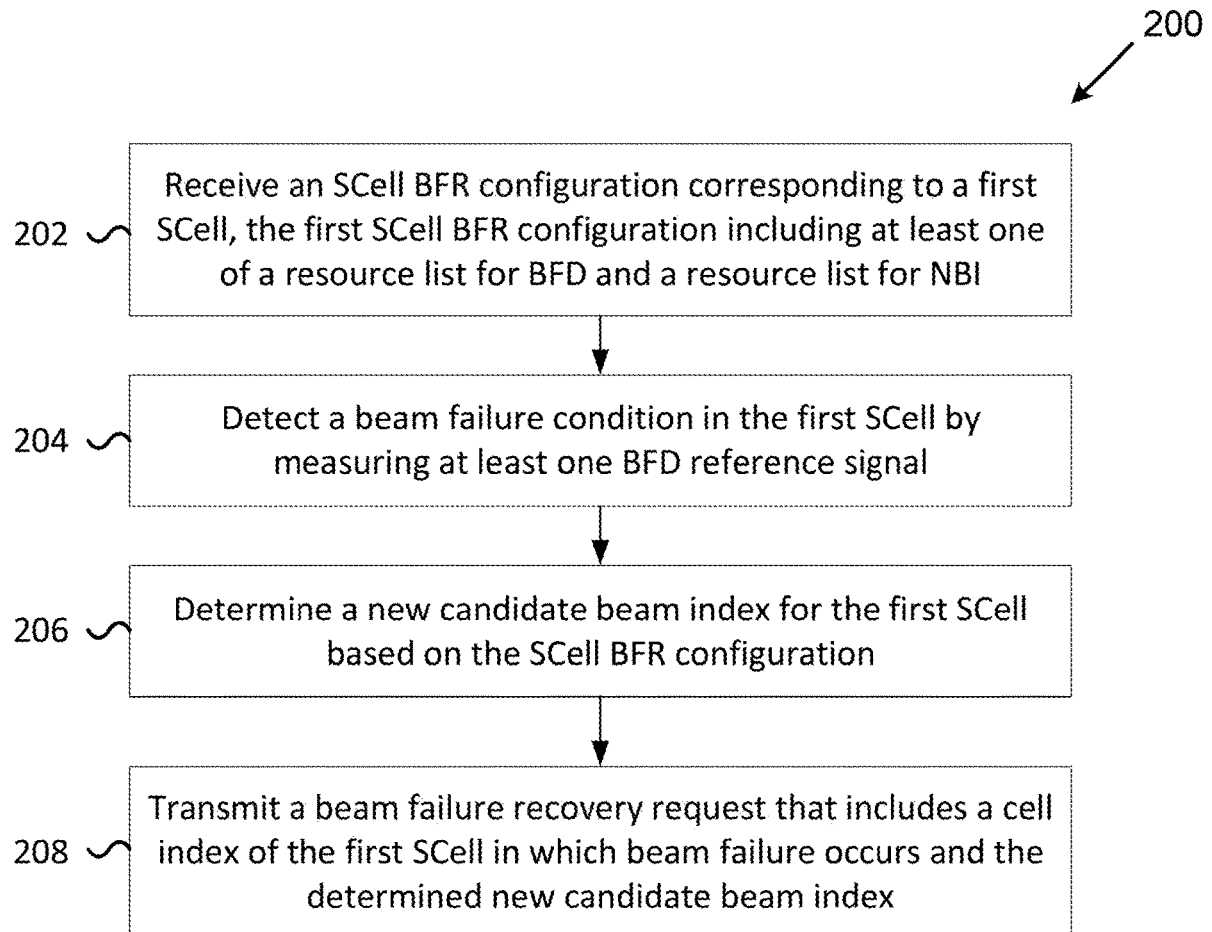 200
202
Receive an SCell BFR configuration corresponding to a first
SCell, the first SCell BFR configuration including at least one
of a resource list for BFD and a resource list for NBI
204
Detect a beam failure condition in the first SCell by
measuring at least one BFD reference signal
206
Determine a new candidate beam index for the first SCell
based on the SCell BFR configuration
208
Transmit a beam failure recovery request that includes a cell
index of the first SCell in which beam failure occurs and the
determined new candidate beam index